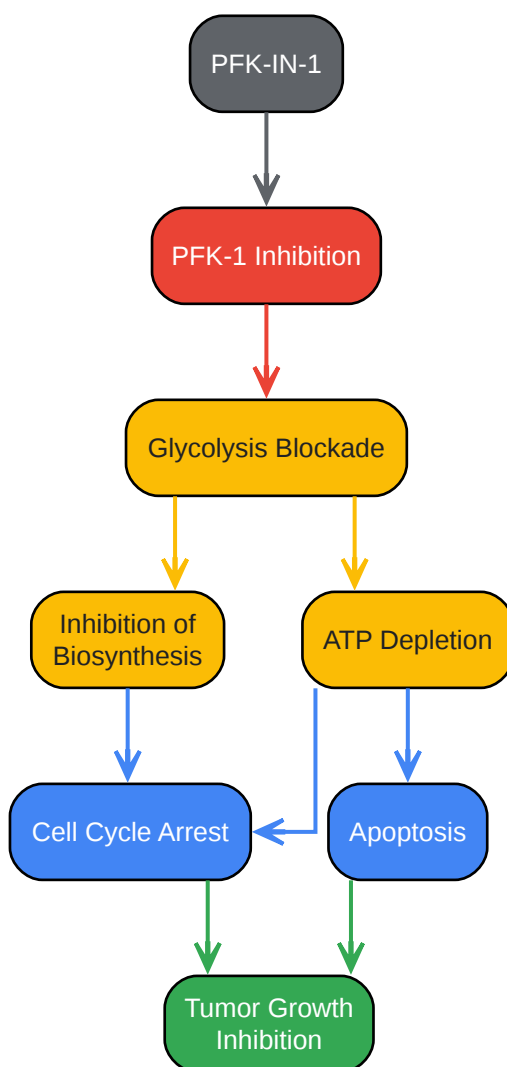 PFK-IN-1
PFK-1 Inhibition
Glycolysis Blockade
Inhibition of
Biosynthesis
ATP Depletion
Cell Cycle Arrest
Apoptosis
Tumor Growth
Inhibition